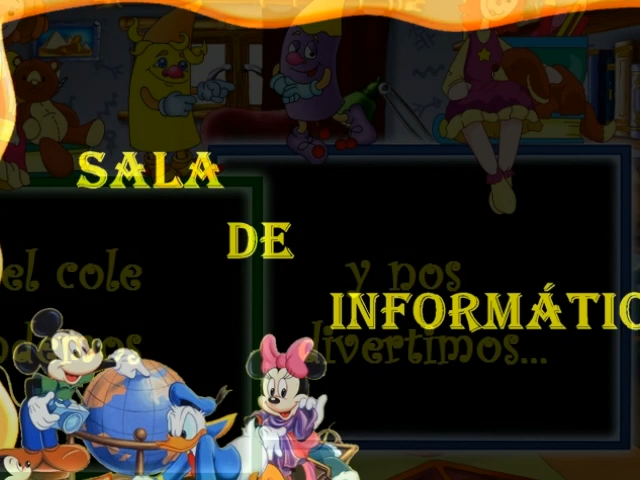 SALA
DE
INFORMÁTIC
el cole
y nos
divertimos...